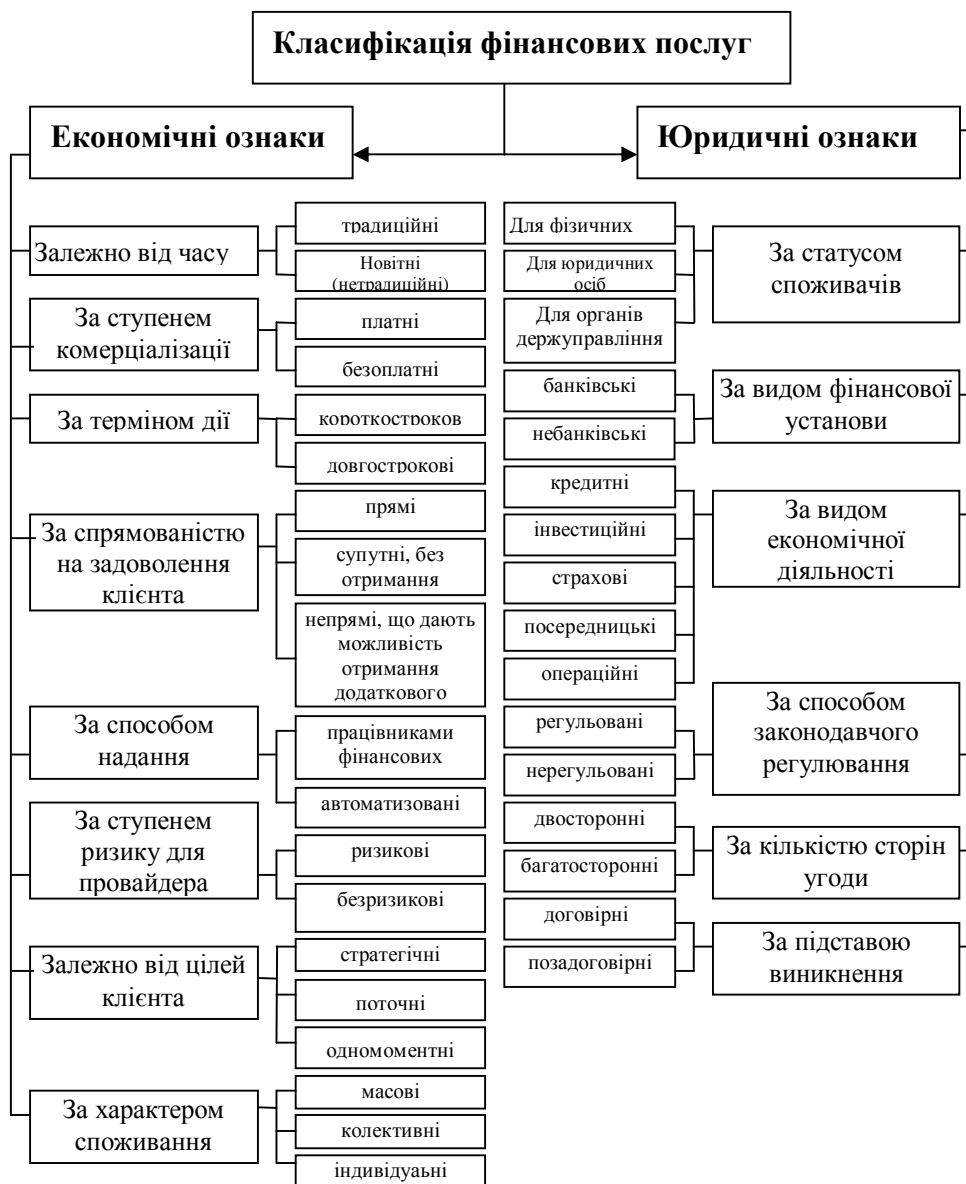 Класифікація фінансових послуг
Економічні ознаки
Юридичні ознаки
Залежно від часу
традиційні
Новітні
(нетрадиційні)
За ступенем
комерціалізації
платні
безоплатні
За терміном дії
короткостроков
довгострокові
За спрямованістю
на задоволення
клієнта
прямі
супутні, без
отримання
непрямі, що дають
можливість
отримання
додаткового
За способом
надання
працівниками
фінансових
автоматизовані
За ступенем
ризику для
провайдера
ризикові
безризикові
Залежно від цілей
клієнта
стратегічні
поточні
одномоментні
За характером
споживання
масові
колективні
індивідуаьні
Для фізичних
Для юридичних
осіб
Для органів
держуправління
За статусом
споживачів
банківські
небанківські
За видом фінансової
установи
кредитні
інвестиційні
страхові
посередницькі
операційні
За видом
економічної
діяльності
регульовані
нерегульовані
За способом
законодавчого
регулювання
двосторонні
багатосторонні
За кількістю сторін
угоди
договірні
позадоговірні
За підставою
виникнення